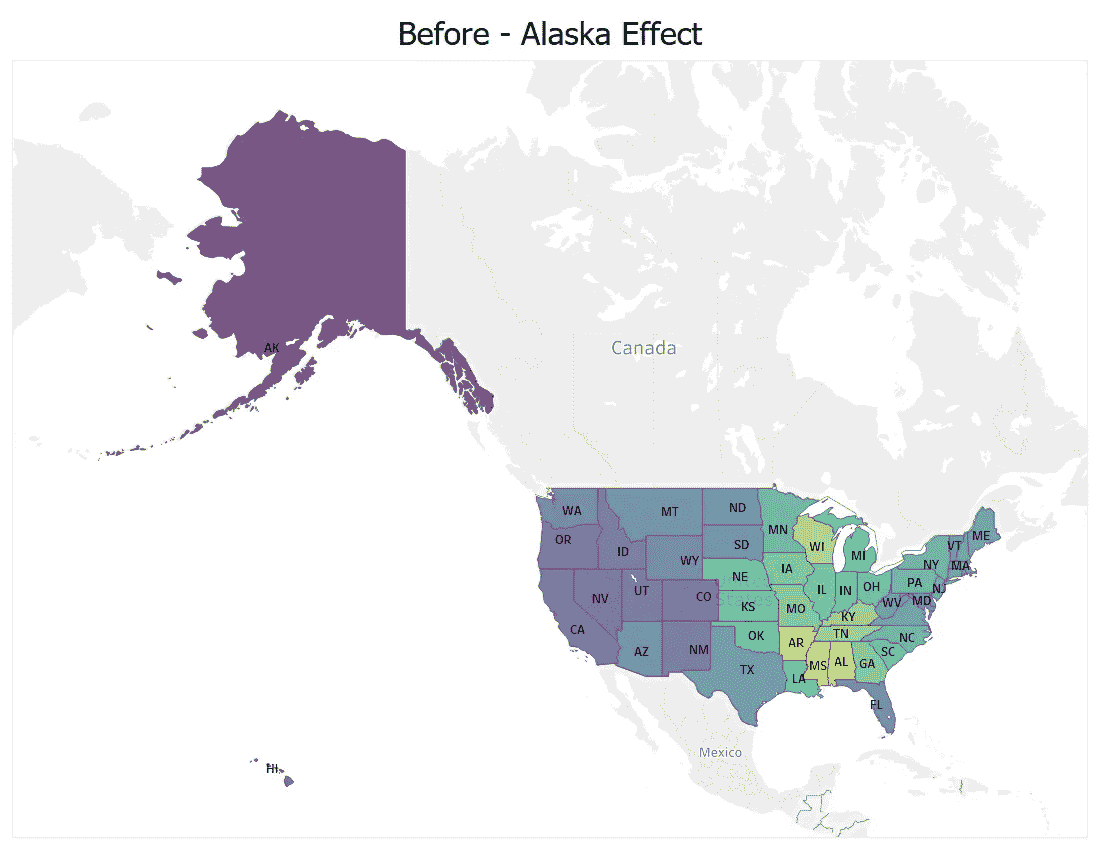 Before - Alaska Effect
Canada
AK
WA
MT
ND
MN
OR
ID
WY
SD
WI
MI
NY
VT
ME
MA
NV
UT
CO
NE
IA
IL
IN
OH
PA
NJ
CA
AZ
NM
KS
States
MO
KY
WV
MD
OK
AR
TN
NC
TX
LA
MS
AL
GA
SC
FL
Mexico
HI